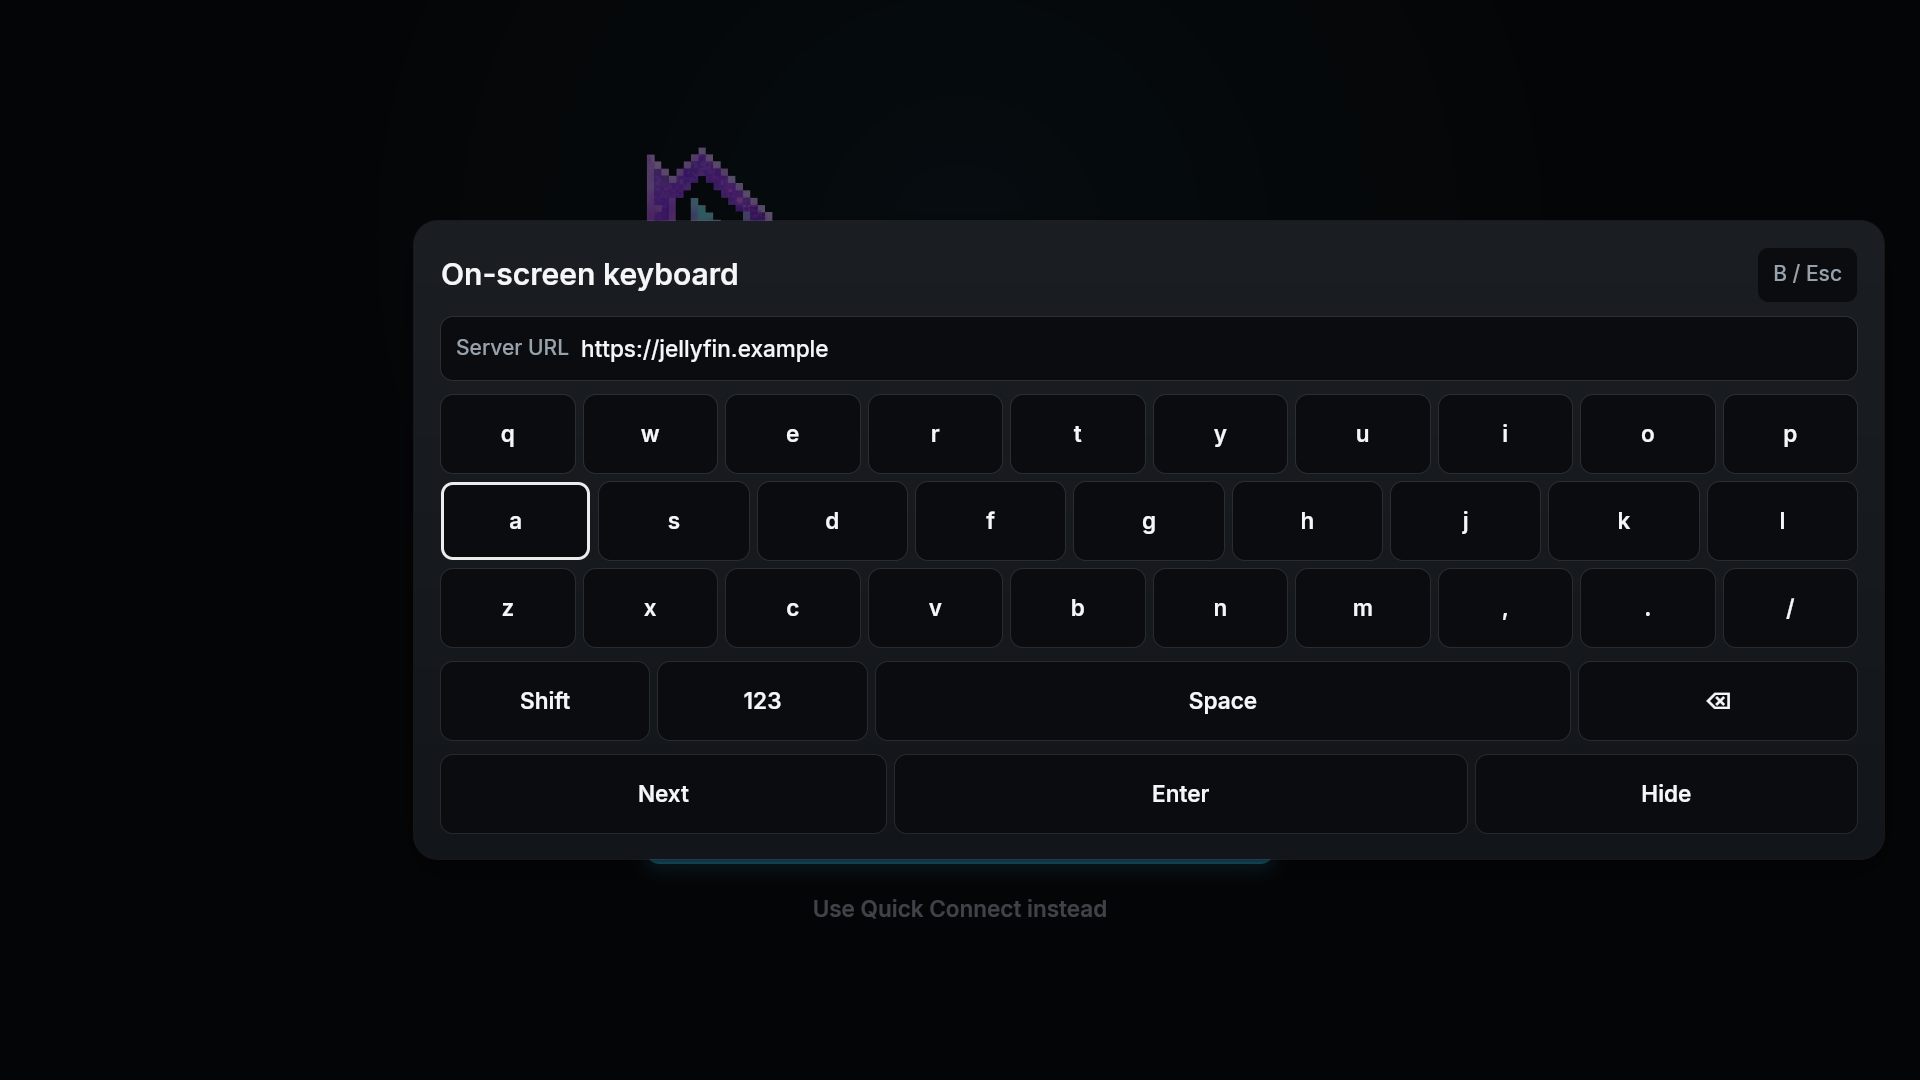 On-screen keyboard B / Esc
Server URL https://jellyfin.example
q w e r t y u i o p
a s d f g h j k l
z x c v b n m , . /
Shift 123 Space
Next Enter Hide
Use Quick Connect instead